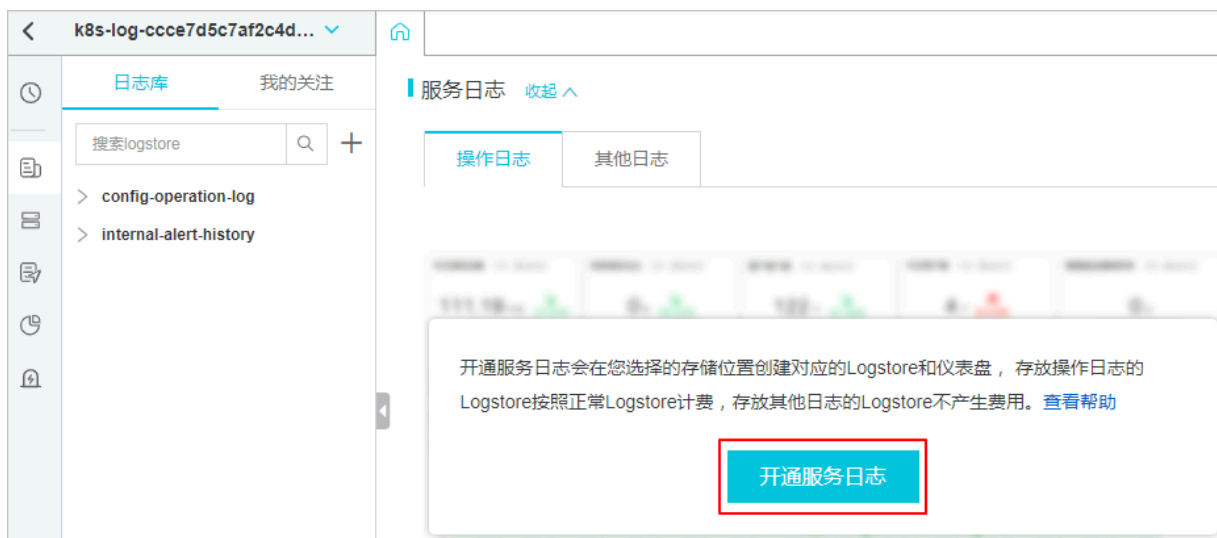 k8s-log-ccce7d5c7af2c4d...
日志库 我的关注
搜索logstore
config-operation-log
internal-alert-history
服务日志 收起
操作日志 其他日志
开通服务日志会在您选择的存储位置创建对应的Logstore和仪表盘，存放操作日志的
Logstore按照正常Logstore计费，存放其他日志的Logstore不产生费用。查看帮助
开通服务日志